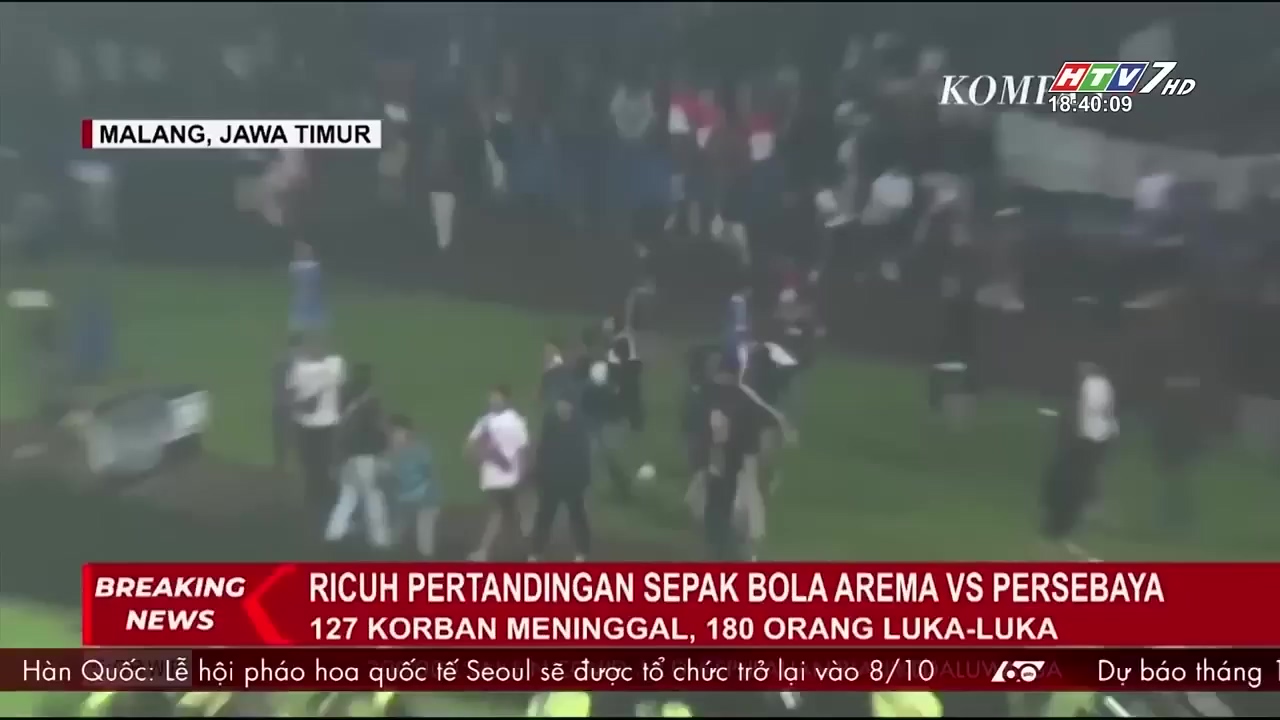 KOMP
HTV7 HD
18:40:09
MALANG, JAWA TIMUR
BREAKING
NEWS
RICUH PERTANDINGAN SEPAK BOLA AREMA VS PERSEBAYA
127 KORBAN MENINGGAL, 180 ORANG LUKA-LUKA
Hàn Quốc: Lễ hội pháo hoa quốc tế Seoul sẽ được tổ chức trở lại vào 8/10 60 Dự báo tháng 1